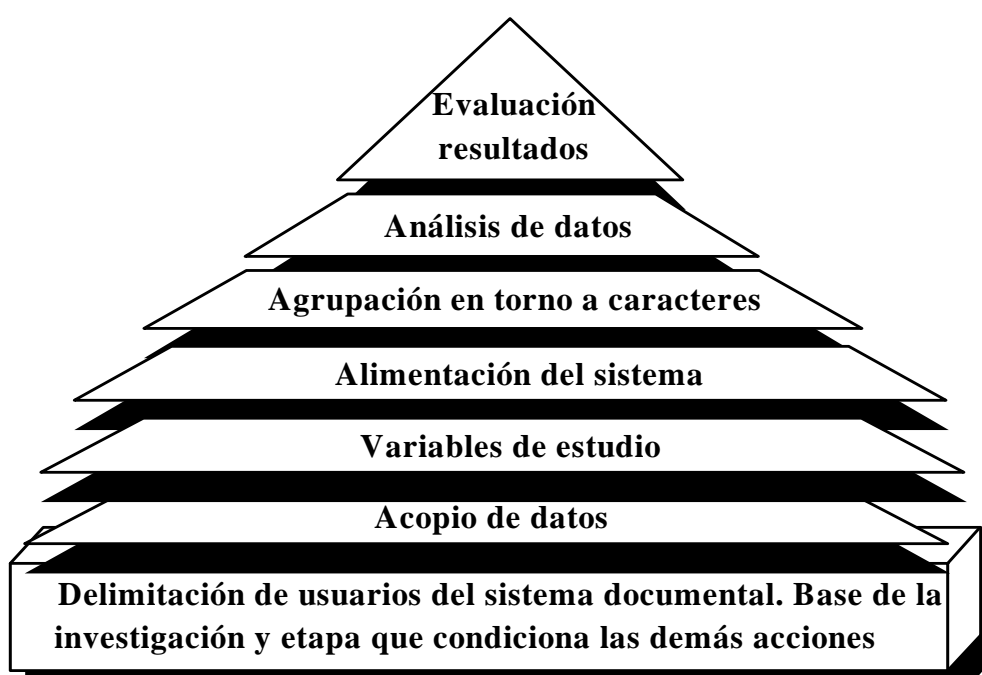 Evaluación
resultados
Análisis de datos
Agrupación en torno a caracteres
Alimentación del sistema
Variables de estudio
Acopio de datos
Delimitación de usuarios del sistema documental. Base de la
investigación y etapa que condiciona las demás acciones